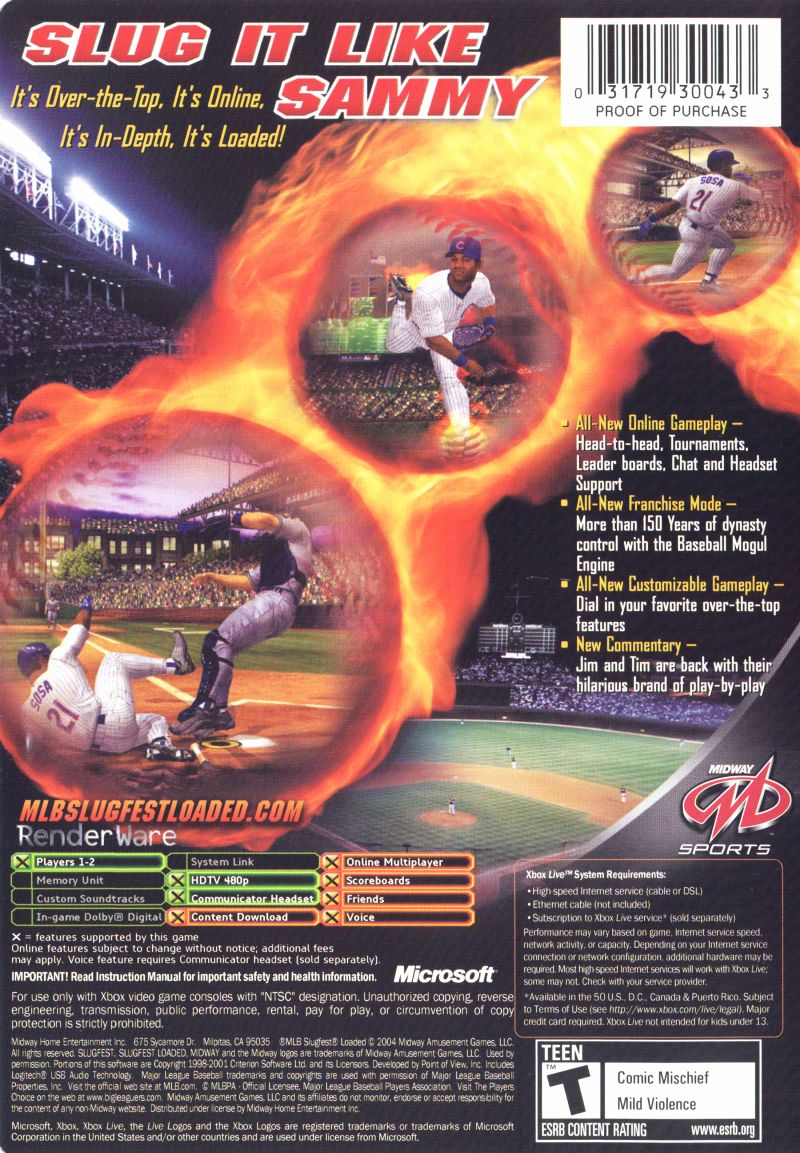 SLUG IT LIKE
SAMMY
It's Over-the-Top, It's Online,
It's In-Depth, It's Loaded!
0 31719 30043 3
PROOF OF PURCHASE
SOSA
21
SOSA
21
• All-New Online Gameplay –
Head-to-head, Tournaments,
Leader boards, Chat and Headset
Support
• All-New Franchise Mode –
More than 150 Years of dynasty
control with the Baseball Mogul
Engine
• All-New Customizable Gameplay –
Dial in your favorite over-the-top
features
• New Commentary –
Jim and Tim are back with their
hilarious brand of play-by-play
MIDWAY
SPORTS
MLBSLUGFESTLOADED.COM
RenderWare
X Players 1-2
System Link
X Online Multiplayer
Memory Unit
X HDTV 480p
X Scoreboards
Custom Soundtracks
X Communicator Headset
X Friends
In-game Dolby® Digital
X Content Download
X Voice
X = features supported by this game
Online features subject to change without notice; additional fees
may apply. Voice feature requires Communicator headset (sold separately).
IMPORTANT! Read Instruction Manual for important safety and health information.
Microsoft®
For use only with Xbox video game consoles with "NTSC" designation. Unauthorized copying, reverse
engineering, transmission, public performance, rental, pay for play, or circumvention of copy
protection is strictly prohibited.
Midway Home Entertainment Inc. 675 Sycamore Dr. Milpitas, CA 95035 ®MLB Slugfest® Loaded © 2004 Midway Amusement Games, LLC.
All rights reserved. SLUGFEST, SLUGFEST LOADED, MIDWAY and the Midway logos are trademarks of Midway Amusement Games, LLC. Used by
permission. Portions of this software are Copyright 1998-2001 Criterion Software Ltd. and its Licensors. Developed by Point of View, Inc. Includes
Logitech® USB Audio Technology. Major League Baseball trademarks and copyrights are used with permission of Major League Baseball
Properties, Inc. Visit the official web site at MLB.com. © MLBPA - Official Licensee, Major League Baseball Players Association. Visit The Players
Choice on the web at www.bigleaguers.com. Midway Amusement Games, LLC and its affiliates do not monitor, endorse or accept responsibility for
the content of any non-Midway website. Distributed under license by Midway Home Entertainment Inc.
Microsoft, Xbox, Xbox Live, the Live Logos and the Xbox Logos are registered trademarks or trademarks of Microsoft
Corporation in the United States and/or other countries and are used under license from Microsoft.
Xbox Live™ System Requirements:
• High-speed Internet service (cable or DSL)
• Ethernet cable (not included)
• Subscription to Xbox Live service* (sold separately)
Performance may vary based on game, Internet service speed,
network activity, or capacity. Depending on your Internet service
connection or network configuration, additional hardware may be
required. Most high-speed Internet services will work with Xbox Live;
some may not. Check with your service provider.
*Available in the 50 U.S., D.C., Canada & Puerto Rico. Subject
to Terms of Use (see http://www.xbox.com/live/legal). Major
credit card required. Xbox Live not intended for kids under 13.
TEEN
T
TM
Comic Mischief
Mild Violence
ESRB CONTENT RATING www.esrb.org